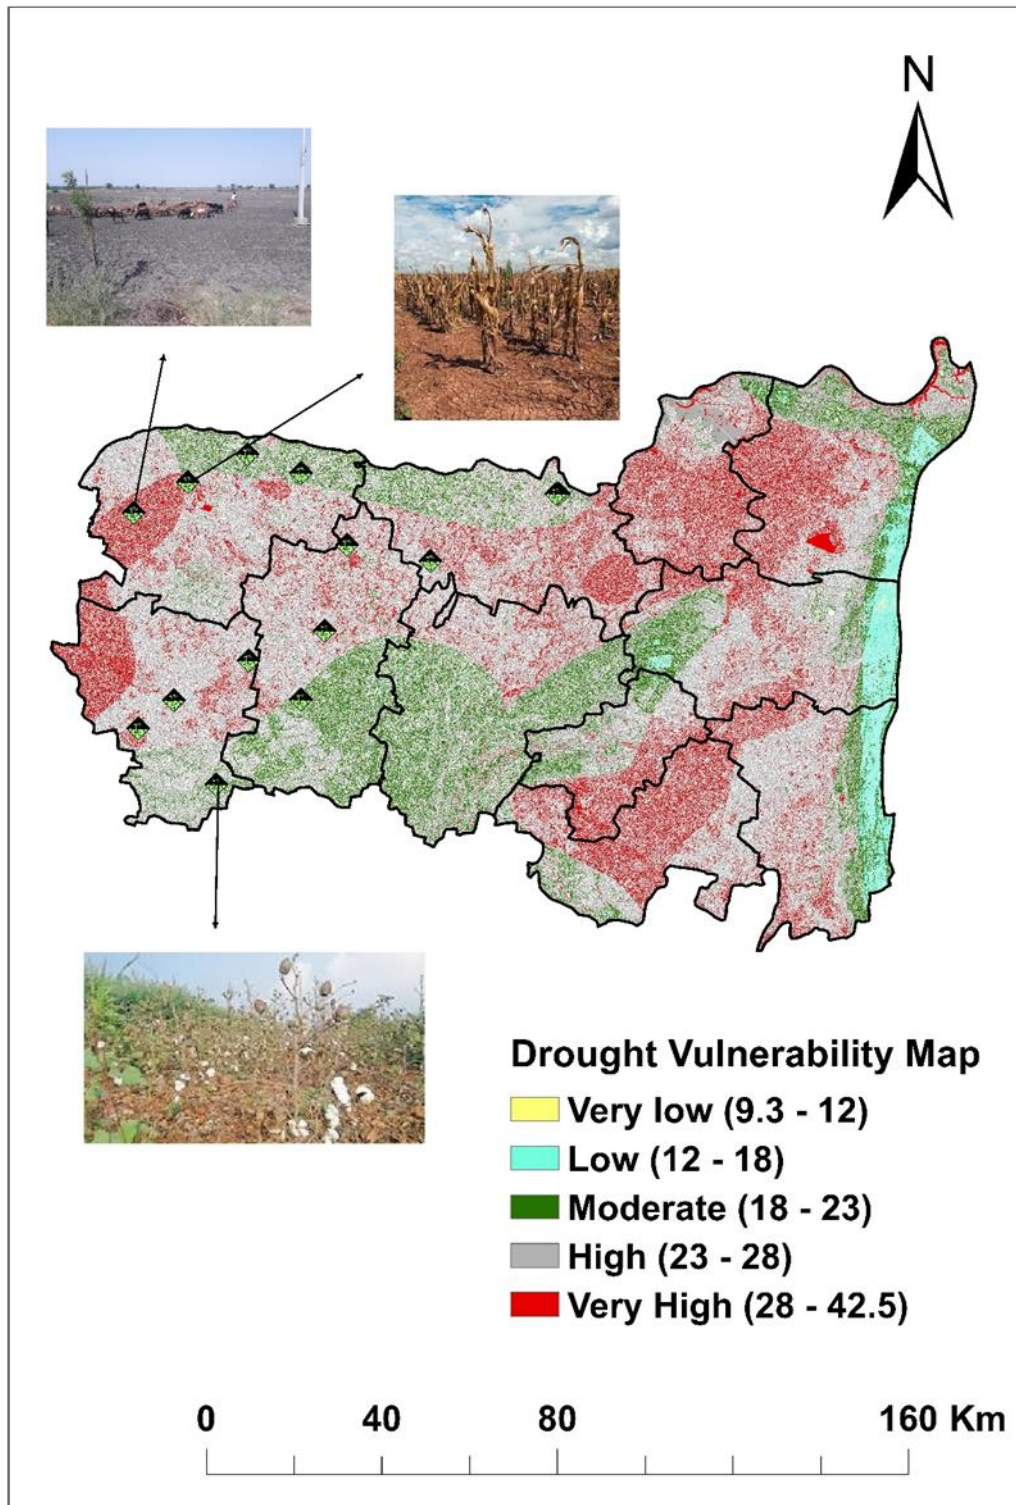 N
Drought Vulnerability Map
Very low (9.3 - 12)
Low (12 - 18)
Moderate (18 - 23)
High (23 - 28)
Very High (28 - 42.5)
0 40 80 160 Km